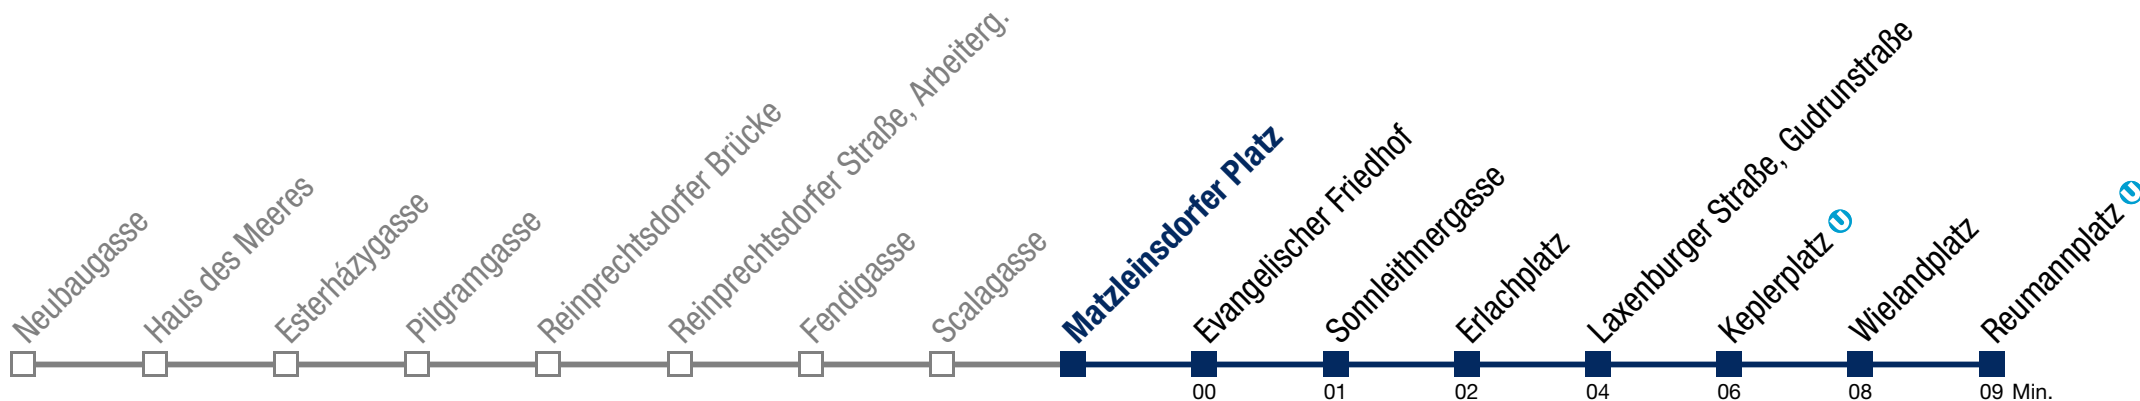 Neubaugasse
Haus des Meeres
Esterházygasse
Pilgramgasse
Reinprechtsdorfer Brücke
Reinprechtsdorfer Straße, Arbeiterg.
Fendigasse
Scalagasse
Matzleinsdorfer Platz
Evangelischer Friedhof
Sonnleithnergasse
Erlachplatz
Laxenburger Straße, Gudrunstraße
Keplerplatz U
Wielandplatz
Reumannplatz U
00 01 02 04 06 08 09 Min.